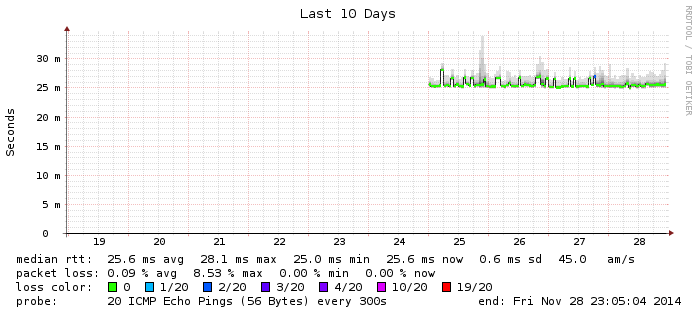 Last 10 Days
RRDTOOL / TOBI OETIKER
Seconds
30 m
25 m
20 m
15 m
10 m
5 m
0
19 20 21 22 23 24 25 26 27 28
median rtt: 25.6 ms avg 28.1 ms max 25.0 ms min 25.6 ms now 0.6 ms sd 45.0 am/s
packet loss: 0.09 % avg 8.53 % max 0.00 % min 0.00 % now
loss color: 0 1/20 2/20 3/20 4/20 10/20 19/20
probe: 20 ICMP Echo Pings (56 Bytes) every 300s end: Fri Nov 28 23:05:04 2014